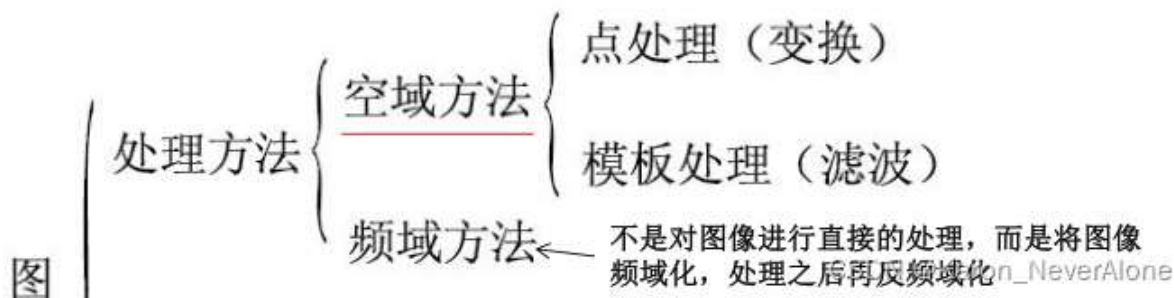 点处理（变换）
空域方法
处理方法
模板处理（滤波）
频域方法
不是对图像进行直接的处理，而是将图像
频域化，处理之后再反频域化
图